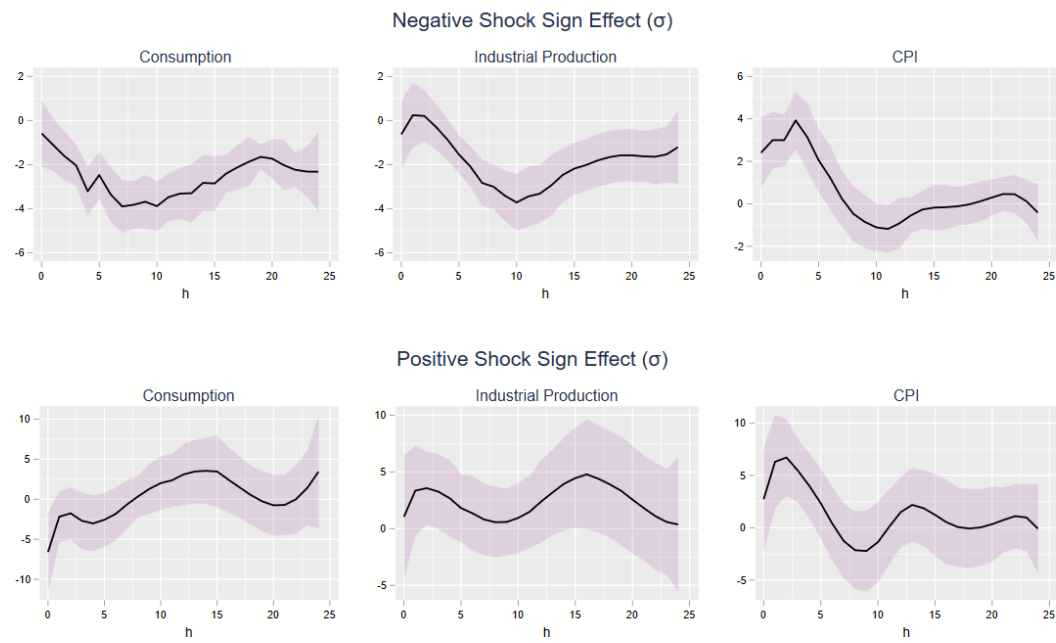 Negative Shock Sign Effect (σ)
Consumption Industrial Production CPI
2 2 6
0 0 4
-2 -2 2
-4 -4 0
-6 -6 -2
0 5 10 15 20 25 0 5 10 15 20 25 0 5 10 15 20 25
h h h
Positive Shock Sign Effect (σ)
Consumption Industrial Production CPI
10 10 10
5 5 5
0 0 0
-5 -5 -5
-10
0 5 10 15 20 25 0 5 10 15 20 25 0 5 10 15 20 25
h h h